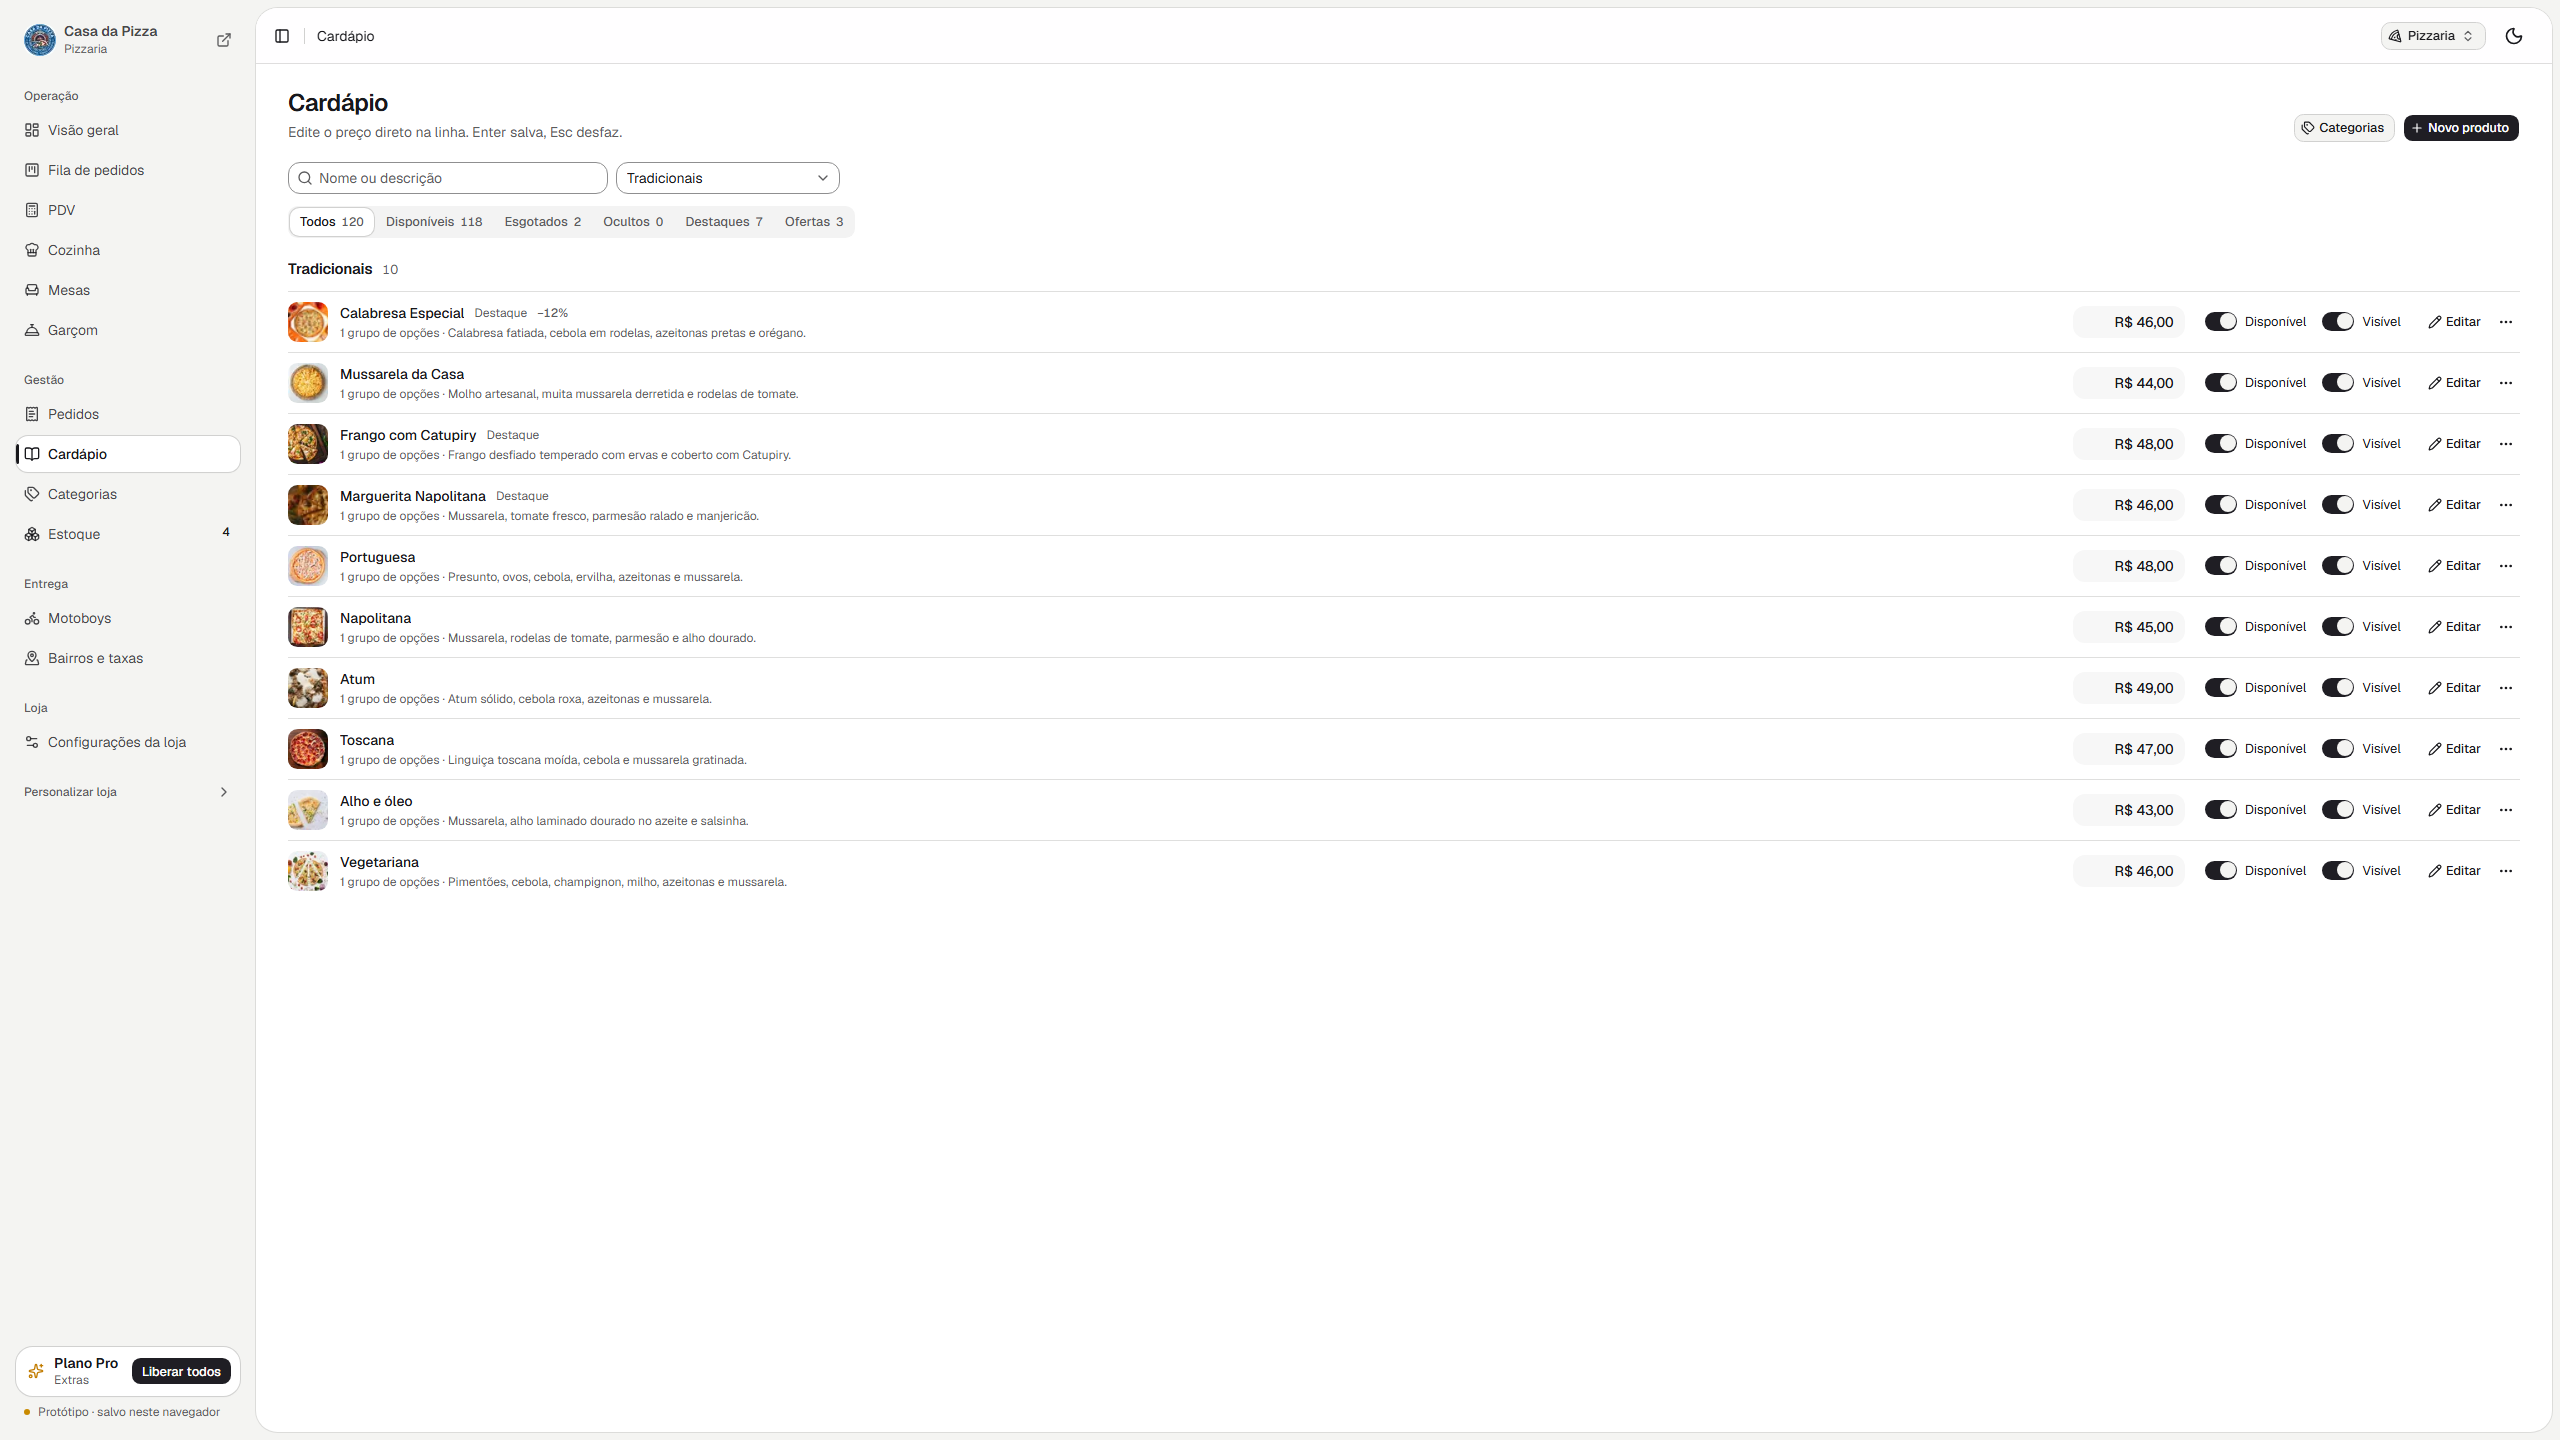 Casa da Pizza
Pizzaria
Operação
Visão geral
Fila de pedidos
PDV
Cozinha
Mesas
Garçom
Gestão
Pedidos
Cardápio
Categorias
Estoque 4
Entrega
Motoboys
Bairros e taxas
Loja
Configurações da loja
Personalizar loja
Plano Pro
Extras
Liberar todos
Protótipo · salvo neste navegador
Cardápio
Pizzaria
Cardápio
Edite o preço direto na linha. Enter salva, Esc desfaz.
Categorias
+ Novo produto
Nome ou descrição
Tradicionais
Todos 120 Disponíveis 118 Esgotados 2 Ocultos 0 Destaques 7 Ofertas 3
Tradicionais 10
Calabresa Especial Destaque −12%
1 grupo de opções · Calabresa fatiada, cebola em rodelas, azeitonas pretas e orégano.
R$ 46,00 Disponível Visível Editar
Mussarela da Casa
1 grupo de opções · Molho artesanal, muita mussarela derretida e rodelas de tomate.
R$ 44,00 Disponível Visível Editar
Frango com Catupiry Destaque
1 grupo de opções · Frango desfiado temperado com ervas e coberto com Catupiry.
R$ 48,00 Disponível Visível Editar
Marguerita Napolitana Destaque
1 grupo de opções · Mussarela, tomate fresco, parmesão ralado e manjericão.
R$ 46,00 Disponível Visível Editar
Portuguesa
1 grupo de opções · Presunto, ovos, cebola, ervilha, azeitonas e mussarela.
R$ 48,00 Disponível Visível Editar
Napolitana
1 grupo de opções · Mussarela, rodelas de tomate, parmesão e alho dourado.
R$ 45,00 Disponível Visível Editar
Atum
1 grupo de opções · Atum sólido, cebola roxa, azeitonas e mussarela.
R$ 49,00 Disponível Visível Editar
Toscana
1 grupo de opções · Linguiça toscana moída, cebola e mussarela gratinada.
R$ 47,00 Disponível Visível Editar
Alho e óleo
1 grupo de opções · Mussarela, alho laminado dourado no azeite e salsinha.
R$ 43,00 Disponível Visível Editar
Vegetariana
1 grupo de opções · Pimentões, cebola, champignon, milho, azeitonas e mussarela.
R$ 46,00 Disponível Visível Editar